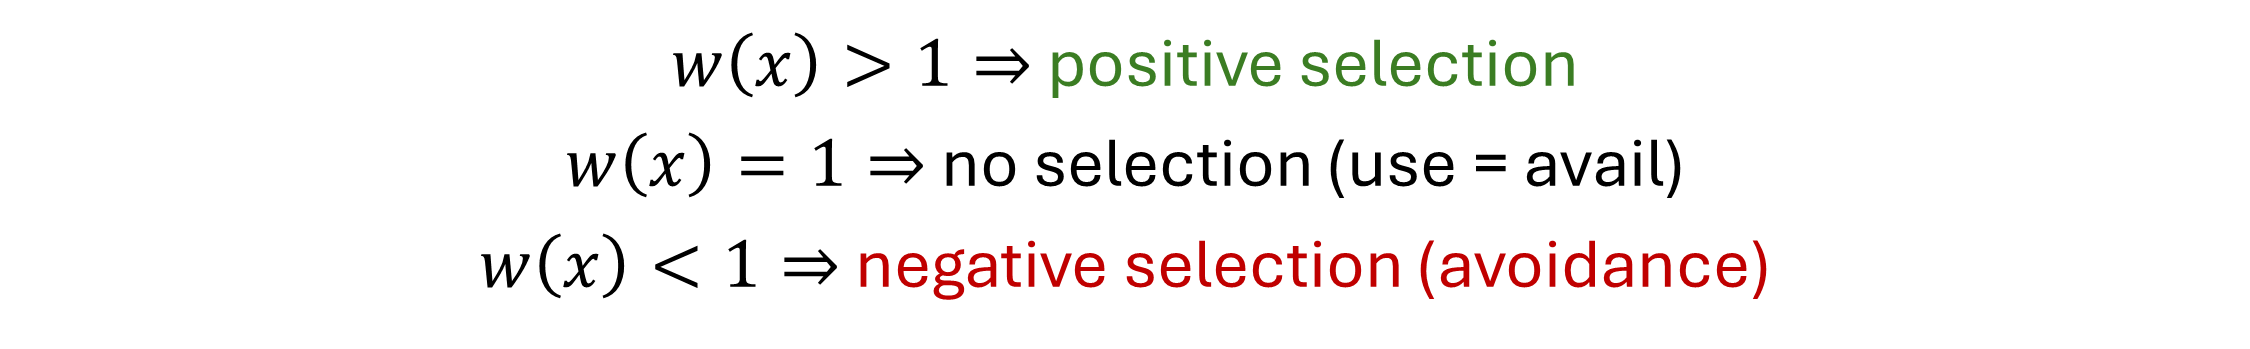 w(x) > 1 ⇒ positive selection
w(x) = 1 ⇒ no selection (use = avail)
w(x) < 1 ⇒ negative selection (avoidance)